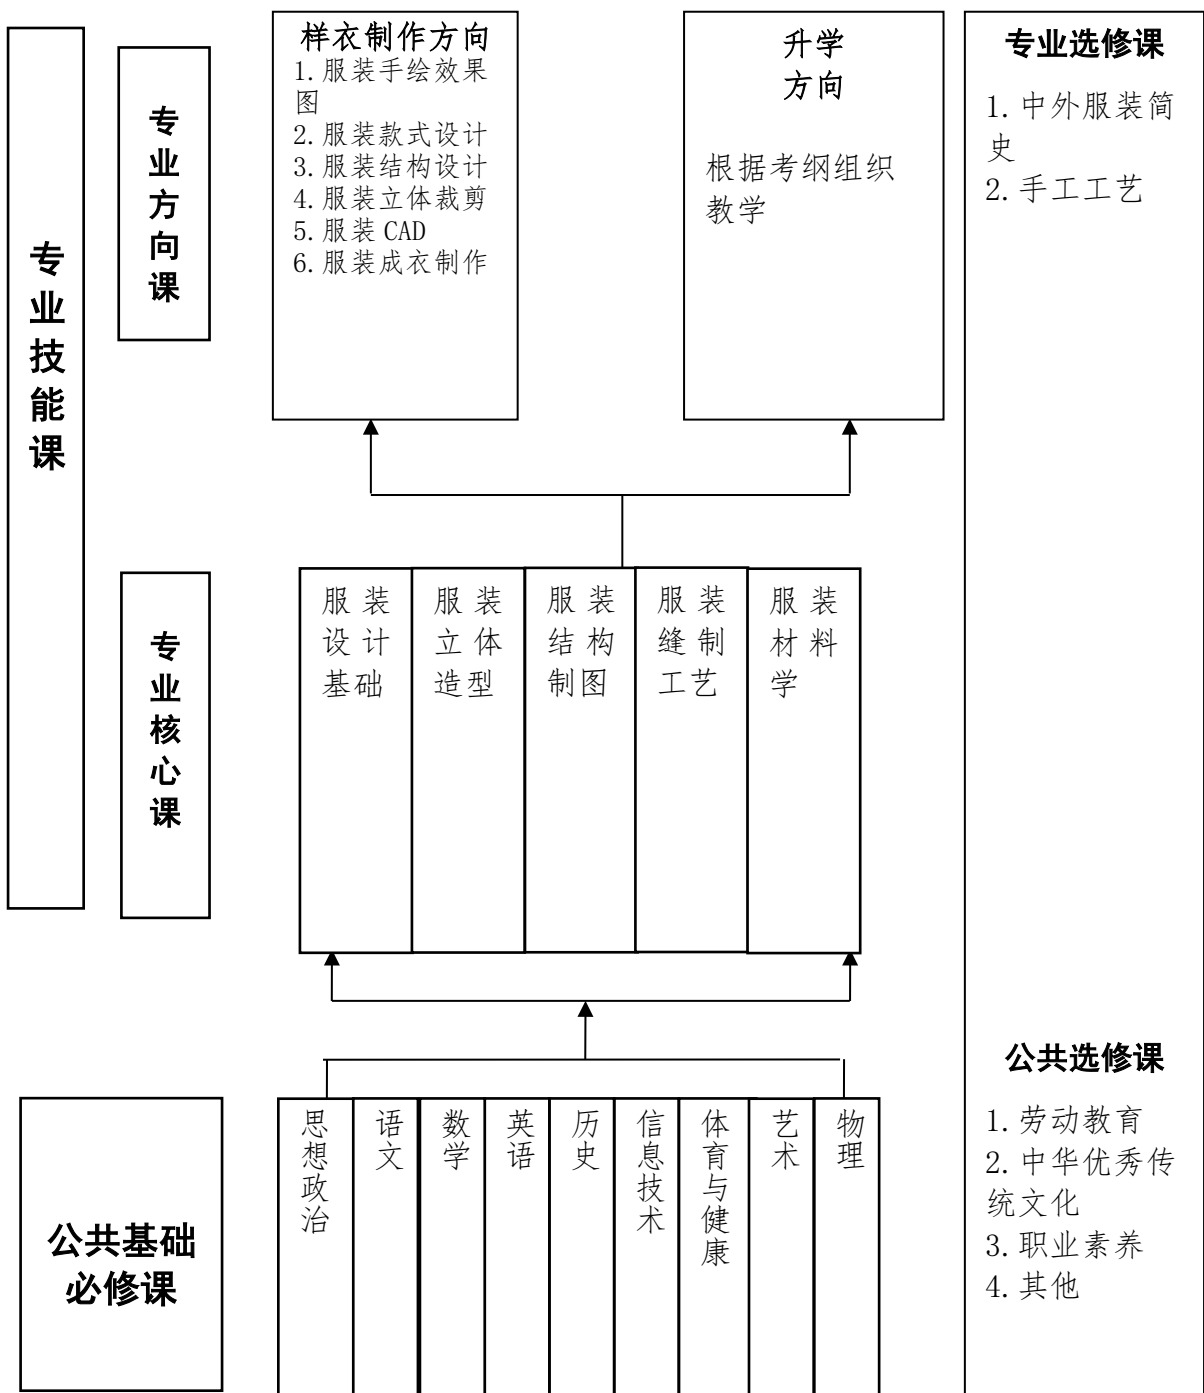 专业技能课
专业方向课
样衣制作方向
1.服装手绘效果
图
2.服装款式设计
3.服装结构设计
4.服装立体裁剪
5.服装 CAD
6.服装成衣制作
升学
方向
根据考纲组织
教学
专业选修课
1.中外服装简
史
2.手工工艺
专业核心课
服装
设计
基础
服装
立体
造型
服装
结构
制图
服装
缝制
工艺
服装
材料
学
公共基础
必修课
思想政治
语文
数学
英语
历史
信息技术
体育与健康
艺术
物理
公共选修课
1.劳动教育
2.中华优秀传
统文化
3.职业素养
4.其他